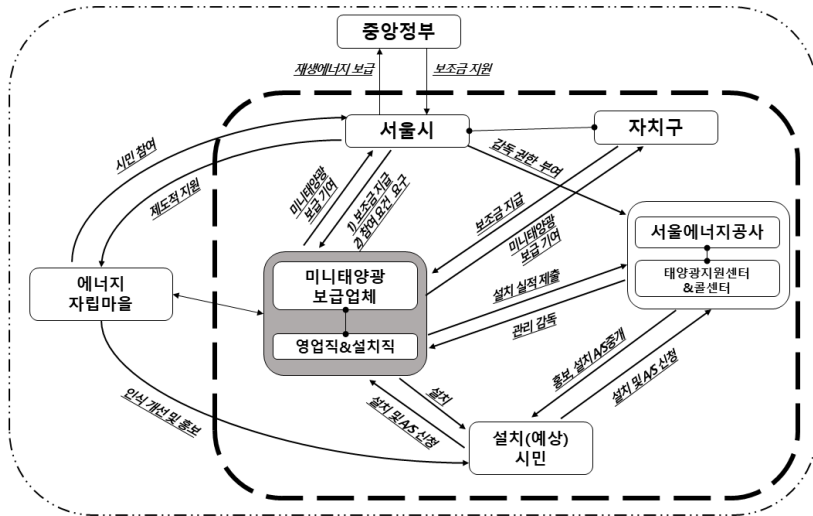 중앙정부
재생에너지 보급
보조금 지원
서울시
자치구
시민 참여
제도적 지원
미니태양광
보급 기여
1) 보조금 지급
2) 참여 요건 요구
감독 권한 부여
보조금 지급
미니태양광
보급 기여
서울에너지공사
태양광지원센터
&콜센터
에너지
자립마을
미니태양광
보급업체
영업직&설치직
설치 실적 제출
관리 감독
홍보, 설치 A/S중개
설치 및 A/S 신청
설치
설치 및 A/S 신청
인식 개선 및 홍보
설치(예상)
시민